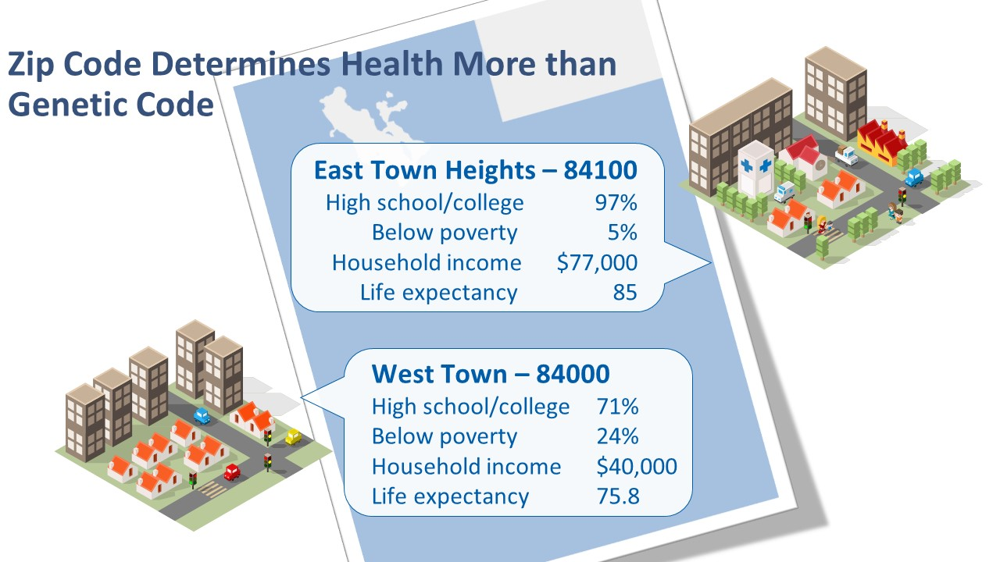 Zip Code Determines Health More than
Genetic Code
East Town Heights – 84100
High school/college 97%
Below poverty 5%
Household income $77,000
Life expectancy 85
West Town – 84000
High school/college 71%
Below poverty 24%
Household income $40,000
Life expectancy 75.8